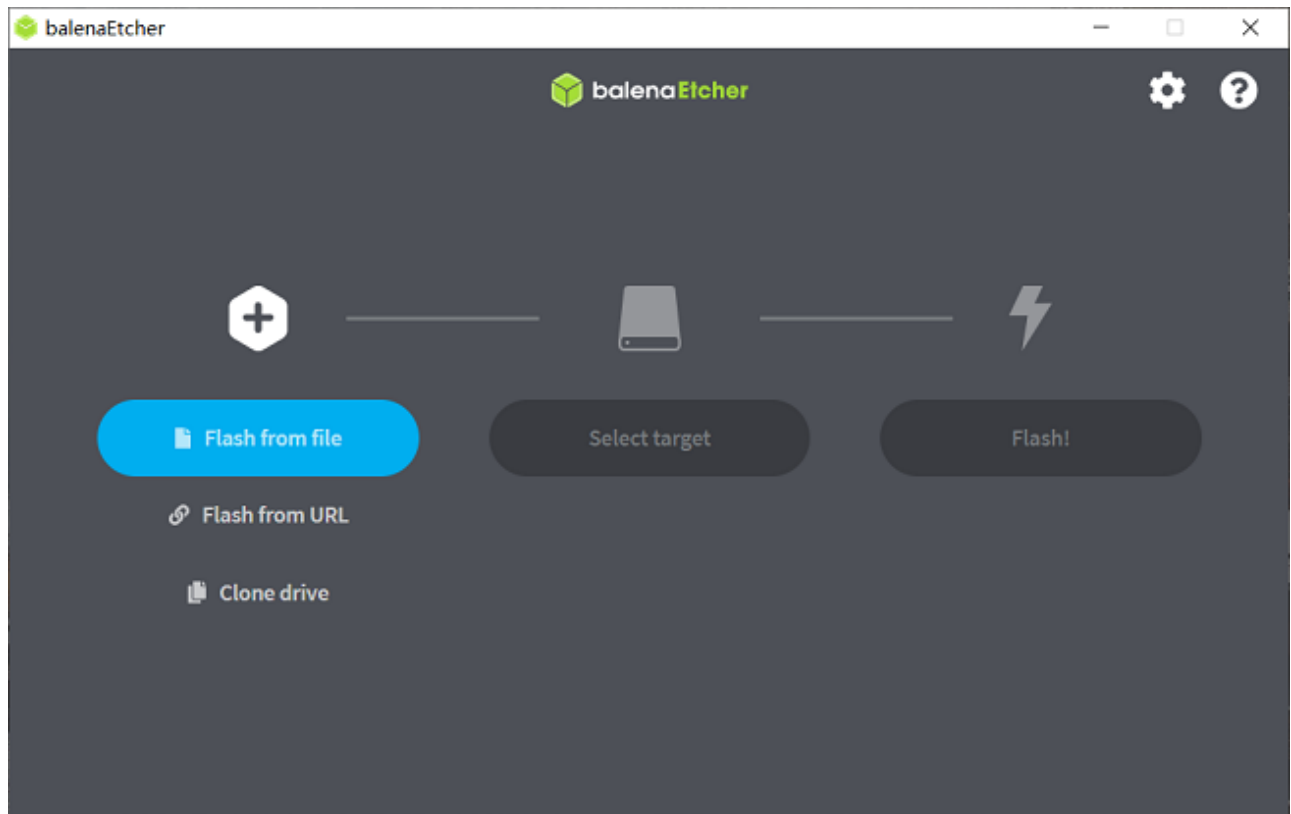 balenaEtcher
balenaEtcher
Flash from file
Select target
Flash!
Flash from URL
Clone drive